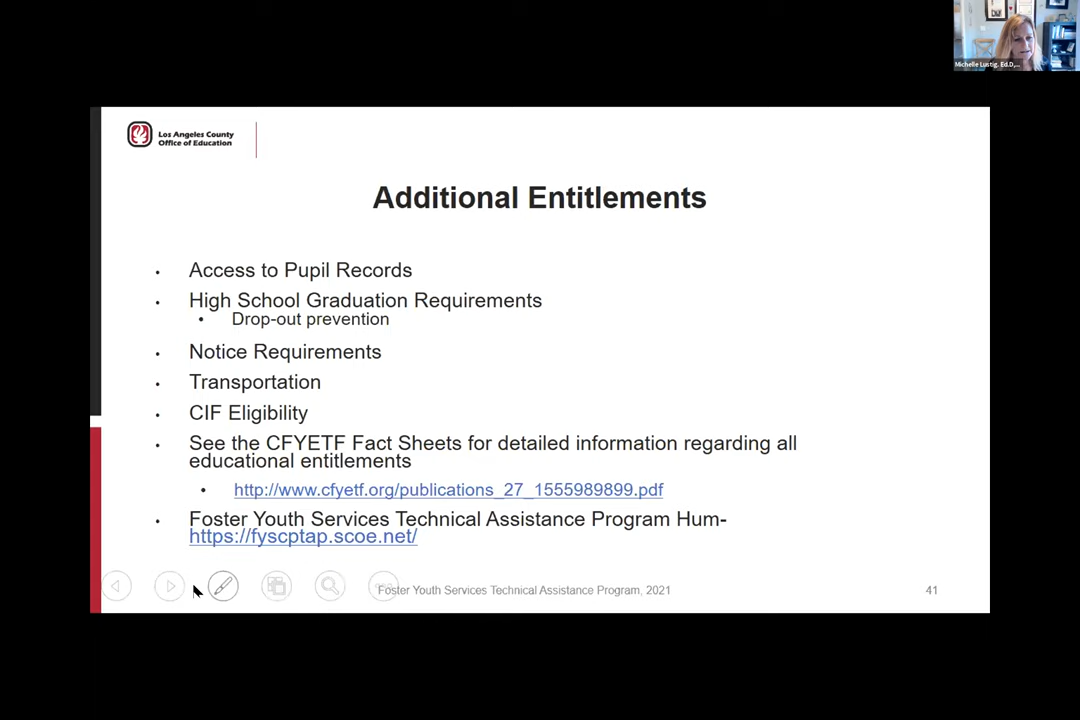 Michelle Lustig, Ed.D,...
Los Angeles County
Office of Education
Additional Entitlements
• Access to Pupil Records
• High School Graduation Requirements
• Drop-out prevention
• Notice Requirements
• Transportation
• CIF Eligibility
• See the CFYETF Fact Sheets for detailed information regarding all
educational entitlements
• http://www.cfyetf.org/publications_27_1555989899.pdf
• Foster Youth Services Technical Assistance Program Hum-
https://fyscptap.scoe.net/
Foster Youth Services Technical Assistance Program, 2021
41